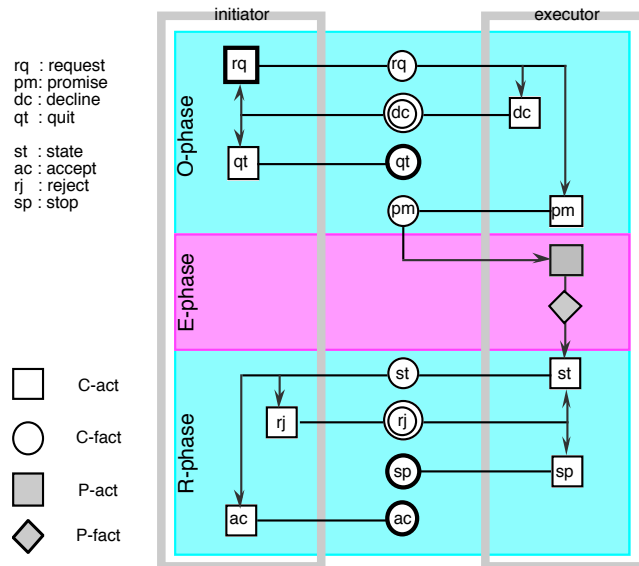 initiator
executor
rq : request
pm: promise
dc : decline
qt : quit
st : state
ac : accept
rj : reject
sp : stop
O-phase
rq
rq
dc
dc
qt
qt
pm
pm
E-phase
R-phase
st
st
rj
rj
sp
sp
ac
ac
C-act
C-fact
P-act
P-fact